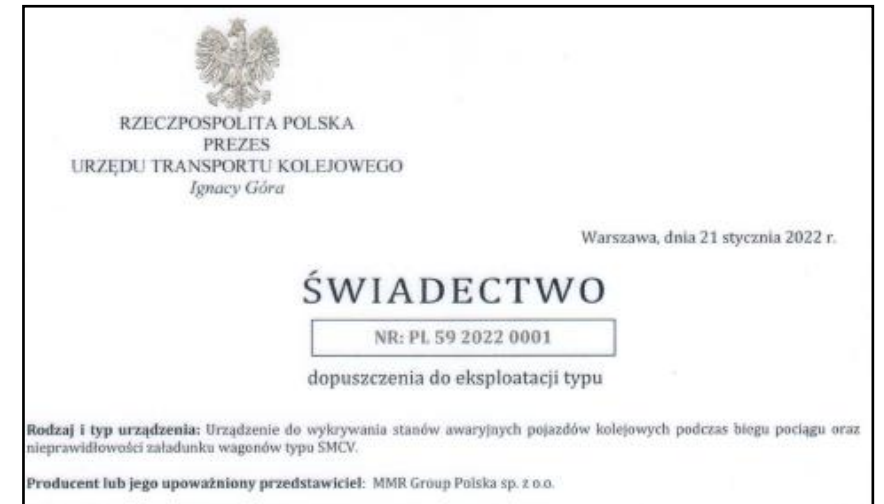 RZECZPOSPOLITA POLSKA
PREZES
URZĘDU TRANSPORTU KOLEJOWEGO
Ignacy Góra
Warszawa, dnia 21 stycznia 2022 r.
ŚWIADECTWO
NR: PL 59 2022 0001
dopuszczenia do eksploatacji typu
Rodzaj i typ urządzenia: Urządzenie do wykrywania stanów awaryjnych pojazdów kolejowych podczas biegu pociągu oraz
nieprawidłowości załadunku wagonów typu SMCV.
Producent lub jego upoważniony przedstawiciel: MMR Group Polska sp. z o.o.